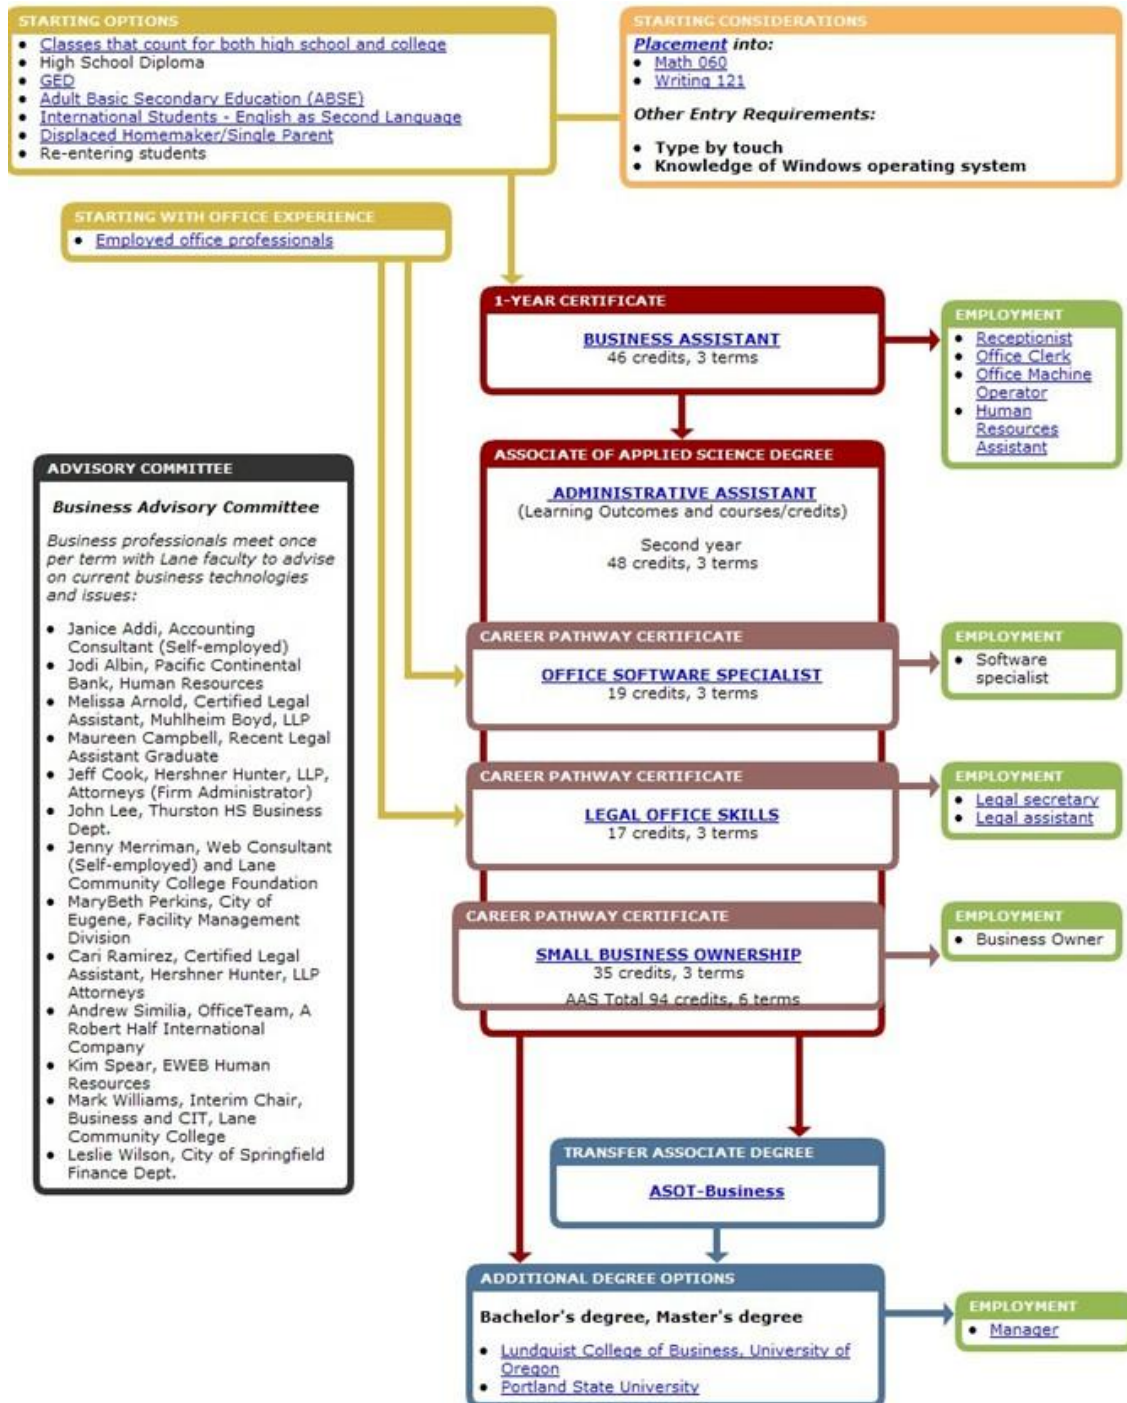 STARTING OPTIONS
• Classes that count for both high school and college
• High School Diploma
• GED
• Adult Basic Secondary Education (ABSE)
• International Students - English as Second Language
• Displaced Homemaker/Single Parent
• Re-entering students
STARTING CONSIDERATIONS
Placement into:
• Math 060
• Writing 121
Other Entry Requirements:
• Type by touch
• Knowledge of Windows operating system
STARTING WITH OFFICE EXPERIENCE
• Employed office professionals
1-YEAR CERTIFICATE
BUSINESS ASSISTANT
46 credits, 3 terms
EMPLOYMENT
• Receptionist
• Office Clerk
• Office Machine
Operator
• Human
Resources
Assistant
ADVISORY COMMITTEE
Business Advisory Committee
Business professionals meet once
per term with Lane faculty to advise
on current business technologies
and issues:
• Janice Addi, Accounting
Consultant (Self-employed)
• Jodi Albin, Pacific Continental
Bank, Human Resources
• Melissa Arnold, Certified Legal
Assistant, Muhlheim Boyd, LLP
• Maureen Campbell, Recent Legal
Assistant Graduate
• Jeff Cook, Hershner Hunter, LLP,
Attorneys (Firm Administrator)
• John Lee, Thurston HS Business
Dept.
• Jenny Merriman, Web Consultant
(Self-employed) and Lane
Community College Foundation
• MaryBeth Perkins, City of
Eugene, Facility Management
Division
• Cari Ramirez, Certified Legal
Assistant, Hershner Hunter, LLP
Attorneys
• Andrew Similia, OfficeTeam, A
Robert Half International
Company
• Kim Spear, EWEB Human
Resources
• Mark Williams, Interim Chair,
Business and CIT, Lane
Community College
• Leslie Wilson, City of Springfield
Finance Dept.
ASSOCIATE OF APPLIED SCIENCE DEGREE
ADMINISTRATIVE ASSISTANT
(Learning Outcomes and courses/credits)
Second year
48 credits, 3 terms
CAREER PATHWAY CERTIFICATE
OFFICE SOFTWARE SPECIALIST
19 credits, 3 terms
EMPLOYMENT
• Software
specialist
CAREER PATHWAY CERTIFICATE
LEGAL OFFICE SKILLS
17 credits, 3 terms
EMPLOYMENT
• Legal secretary
• Legal assistant
CAREER PATHWAY CERTIFICATE
SMALL BUSINESS OWNERSHIP
35 credits, 3 terms
AAS Total 94 credits, 6 terms
EMPLOYMENT
• Business Owner
TRANSFER ASSOCIATE DEGREE
ASOT-Business
ADDITIONAL DEGREE OPTIONS
Bachelor's degree, Master's degree
• Lundquist College of Business, University of
Oregon
• Portland State University
EMPLOYMENT
• Manager